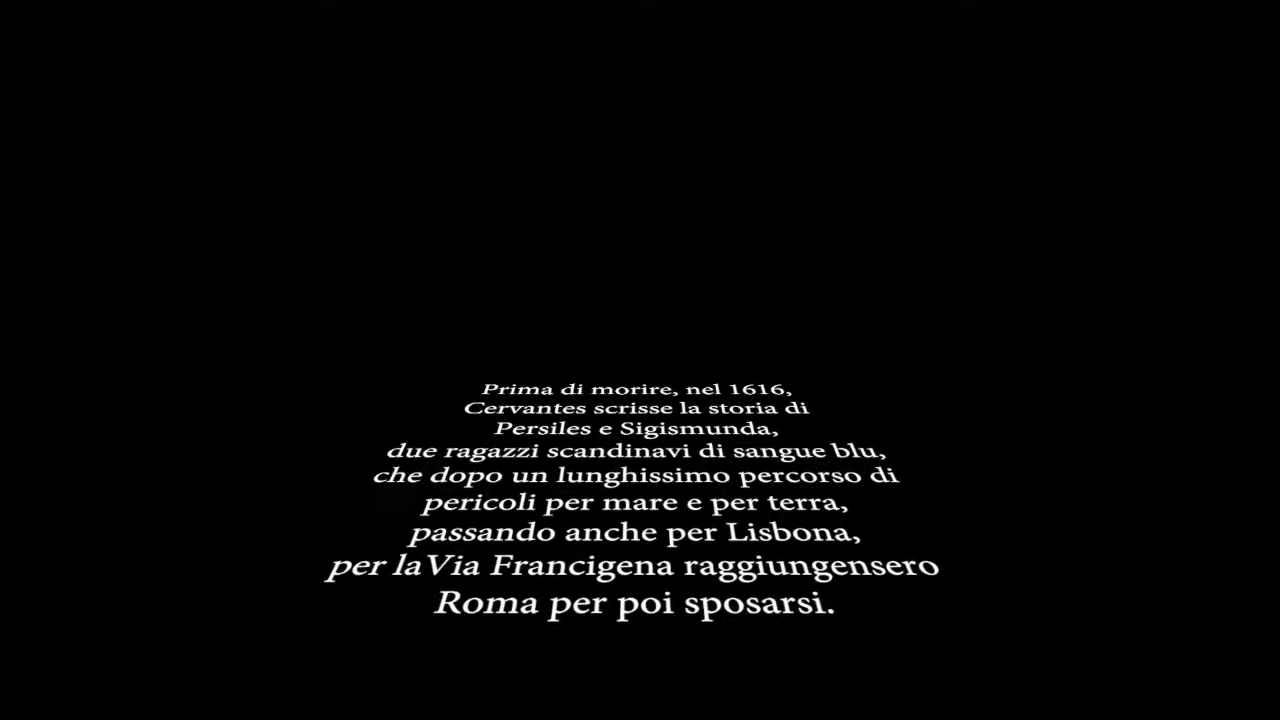 Prima di morire, nel 1616,
Cervantes scrisse la storia di
Persiles e Sigismunda,
due ragazzi scandinavi di sangue blu,
che dopo un lunghissimo percorso di
pericoli per mare e per terra,
passando anche per Lisbona,
per la Via Francigena raggiungensero
Roma per poi sposarsi.